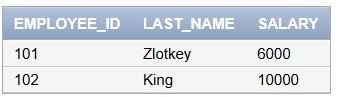 EMPLOYEE_ID LAST_NAME SALARY
101 Zlotkey 6000
102 King 10000